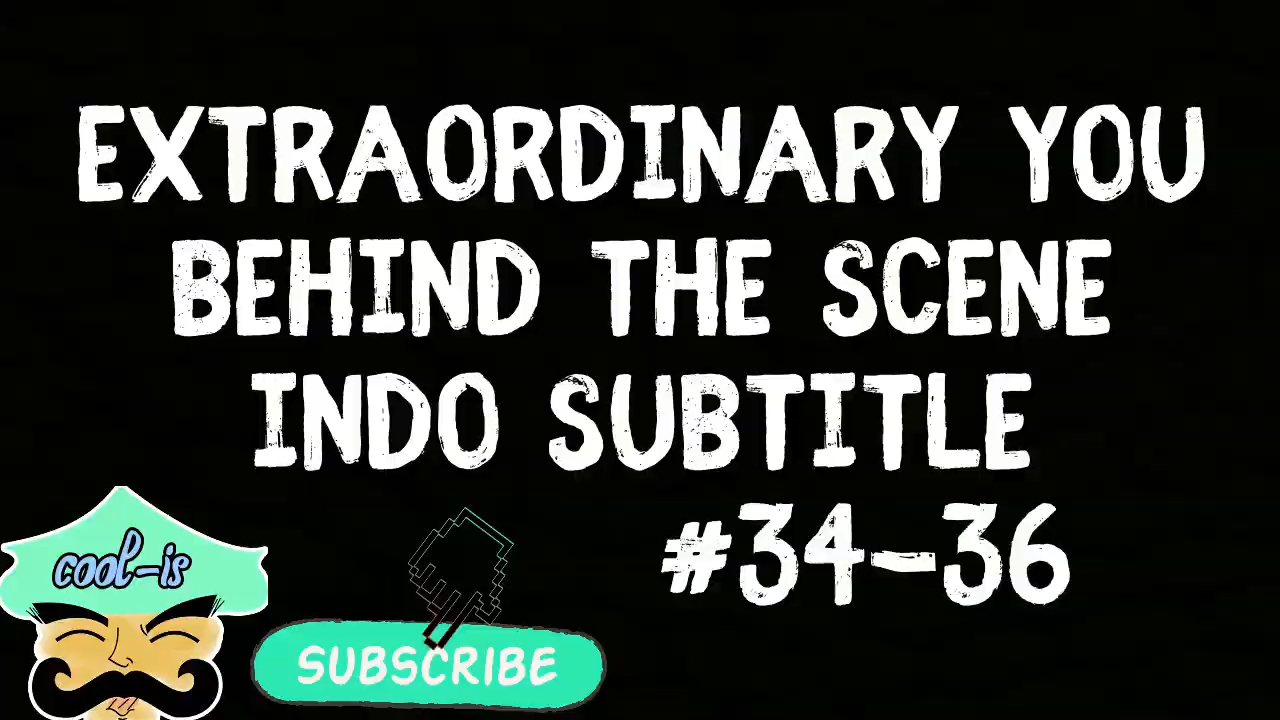 EXTRAORDINARY YOU
BEHIND THE SCENE
INDO SUBTITLE
#34-36
cool-is
SUBSCRIBE